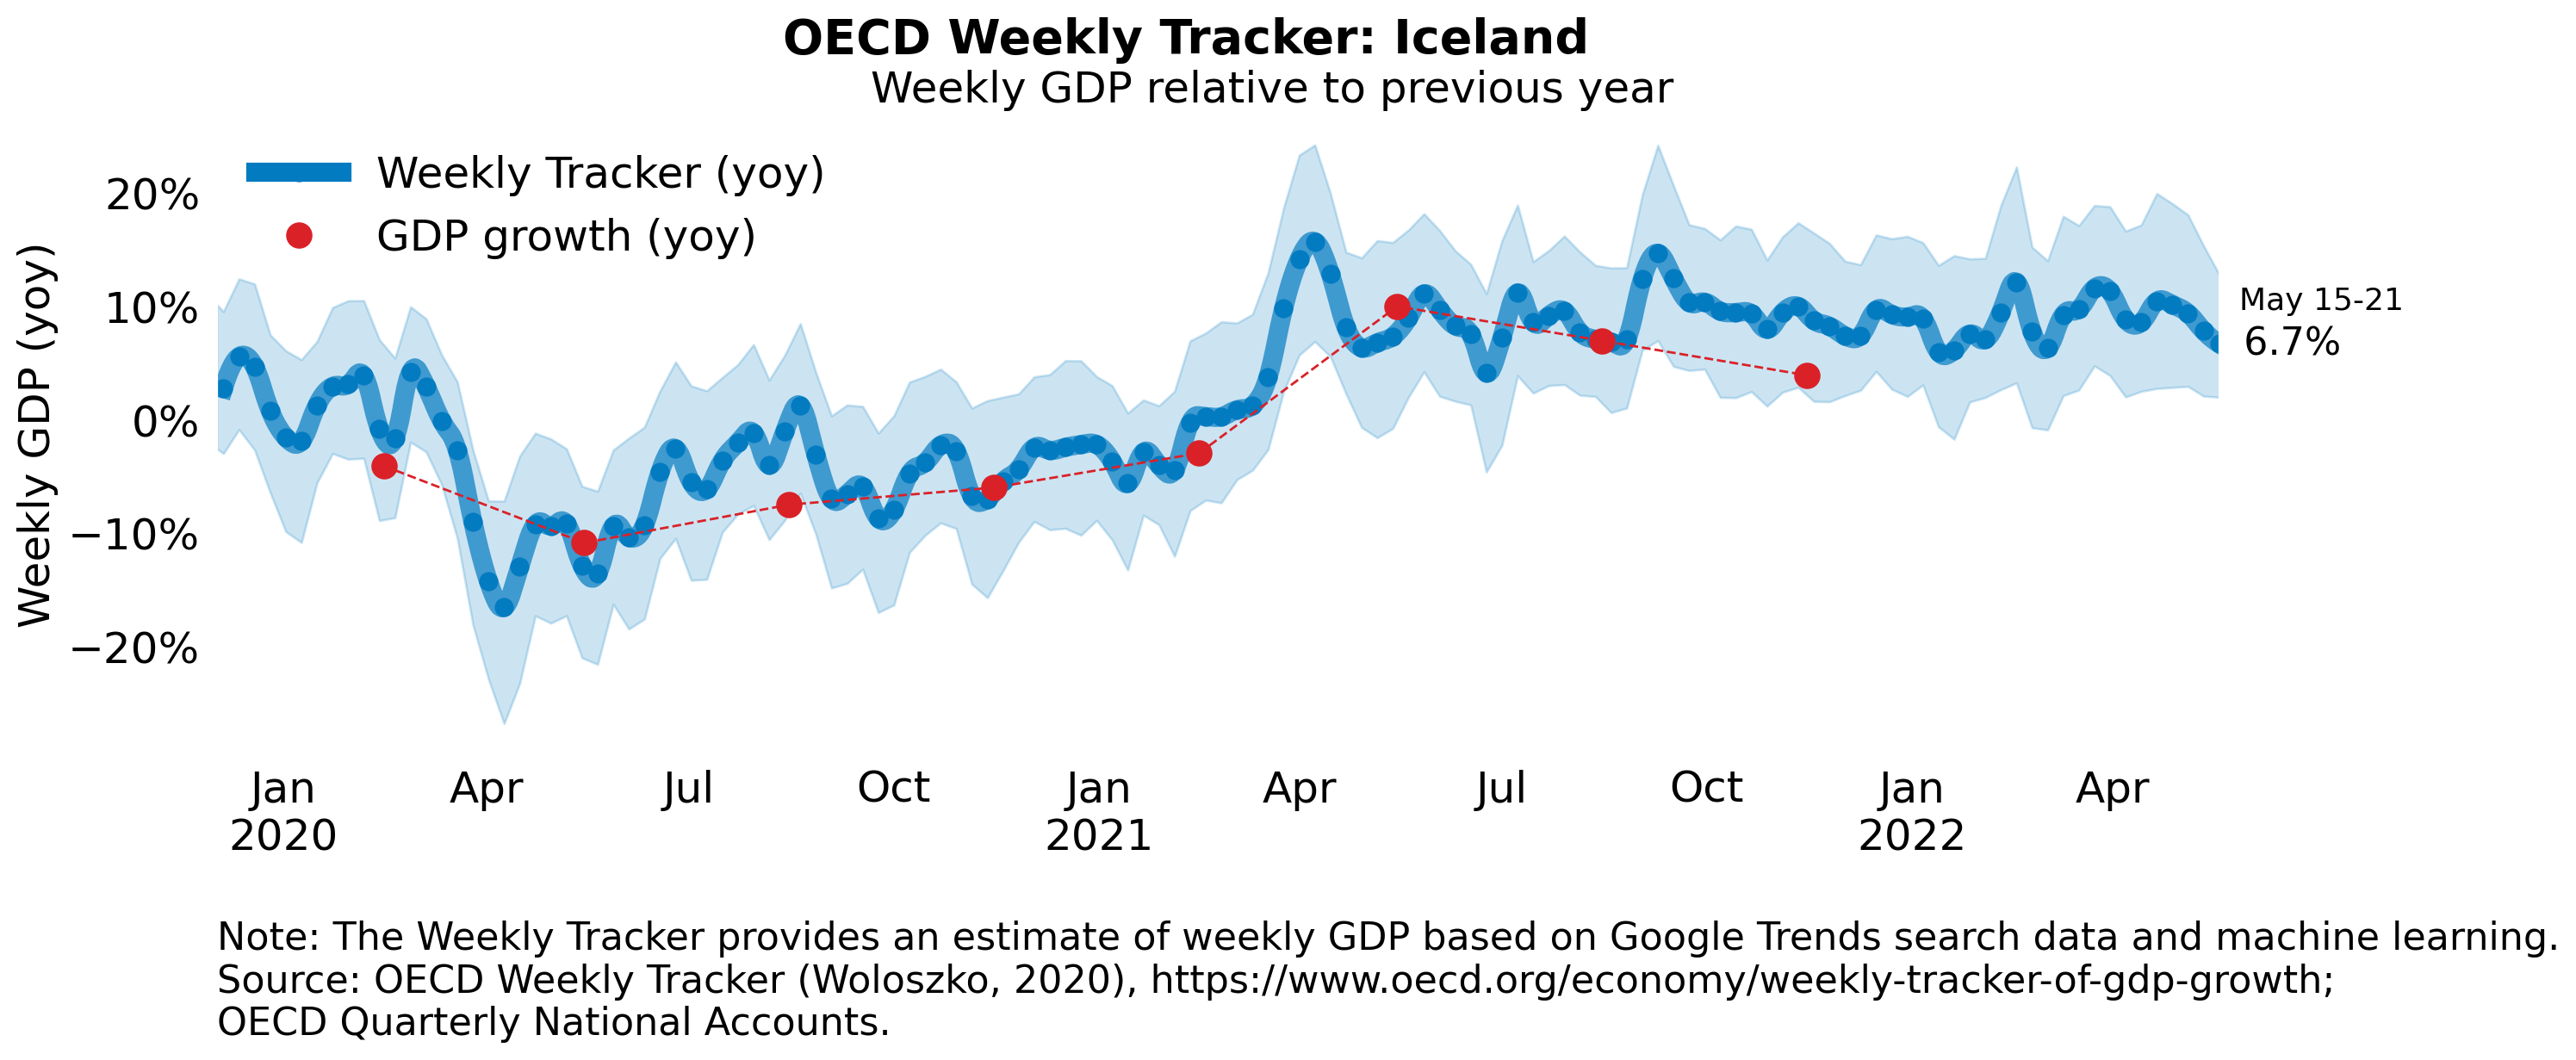 OECD Weekly Tracker: Iceland
Weekly GDP relative to previous year
Weekly Tracker (yoy)
GDP growth (yoy)
Weekly GDP (yoy)
20%
10%
0%
−10%
−20%
May 15-21
6.7%
Jan Apr Jul Oct Jan Apr Jul Oct Jan Apr
2020 2021 2022
Note: The Weekly Tracker provides an estimate of weekly GDP based on Google Trends search data and machine learning.
Source: OECD Weekly Tracker (Woloszko, 2020), https://www.oecd.org/economy/weekly-tracker-of-gdp-growth;
OECD Quarterly National Accounts.